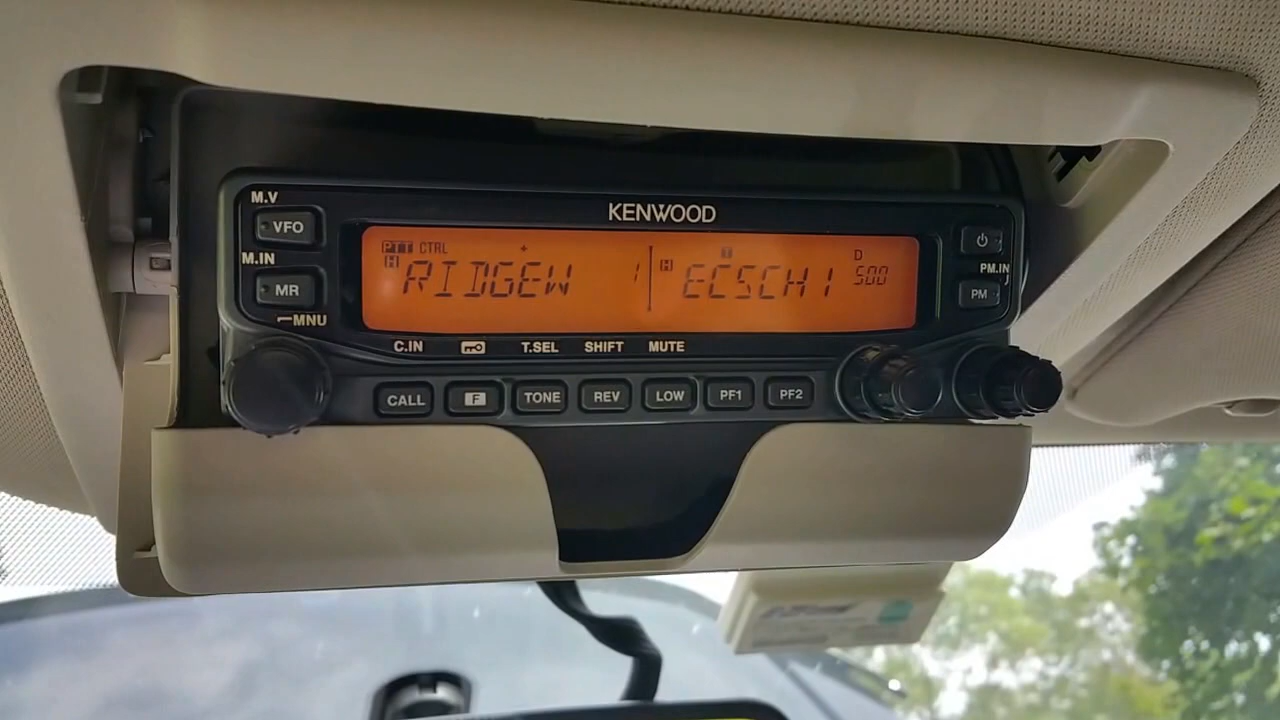 KENWOOD
M.V
VFO
M.IN
MR
MNU
PTT CTRL +
H RIDGEW 1
H T D
ECSCH1 500
PM.IN
PM
C.IN T.SEL SHIFT MUTE
CALL F TONE REV LOW PF1 PF2